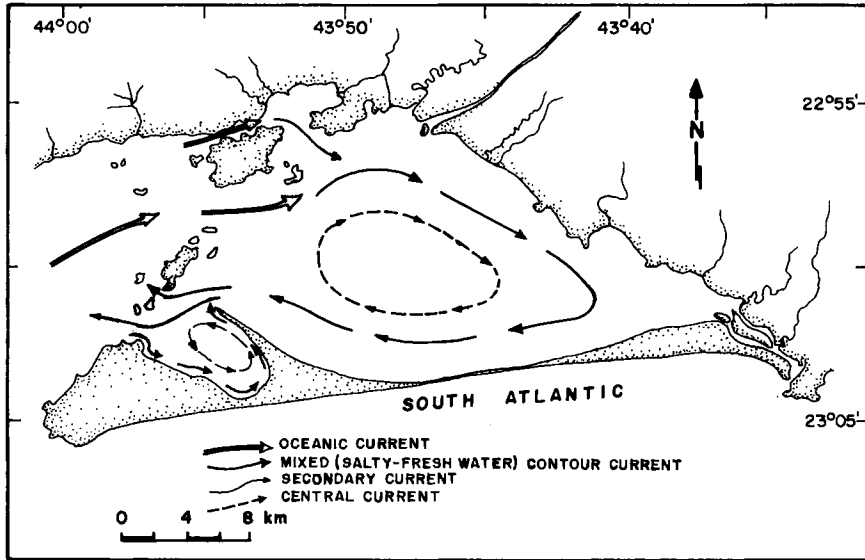 44°00' 43°50' 43°40'
22°55'
N
SOUTH ATLANTIC
23°05'
OCEANIC CURRENT
MIXED (SALTY-FRESH WATER) CONTOUR CURRENT
SECONDARY CURRENT
CENTRAL CURRENT
0 4 8 km